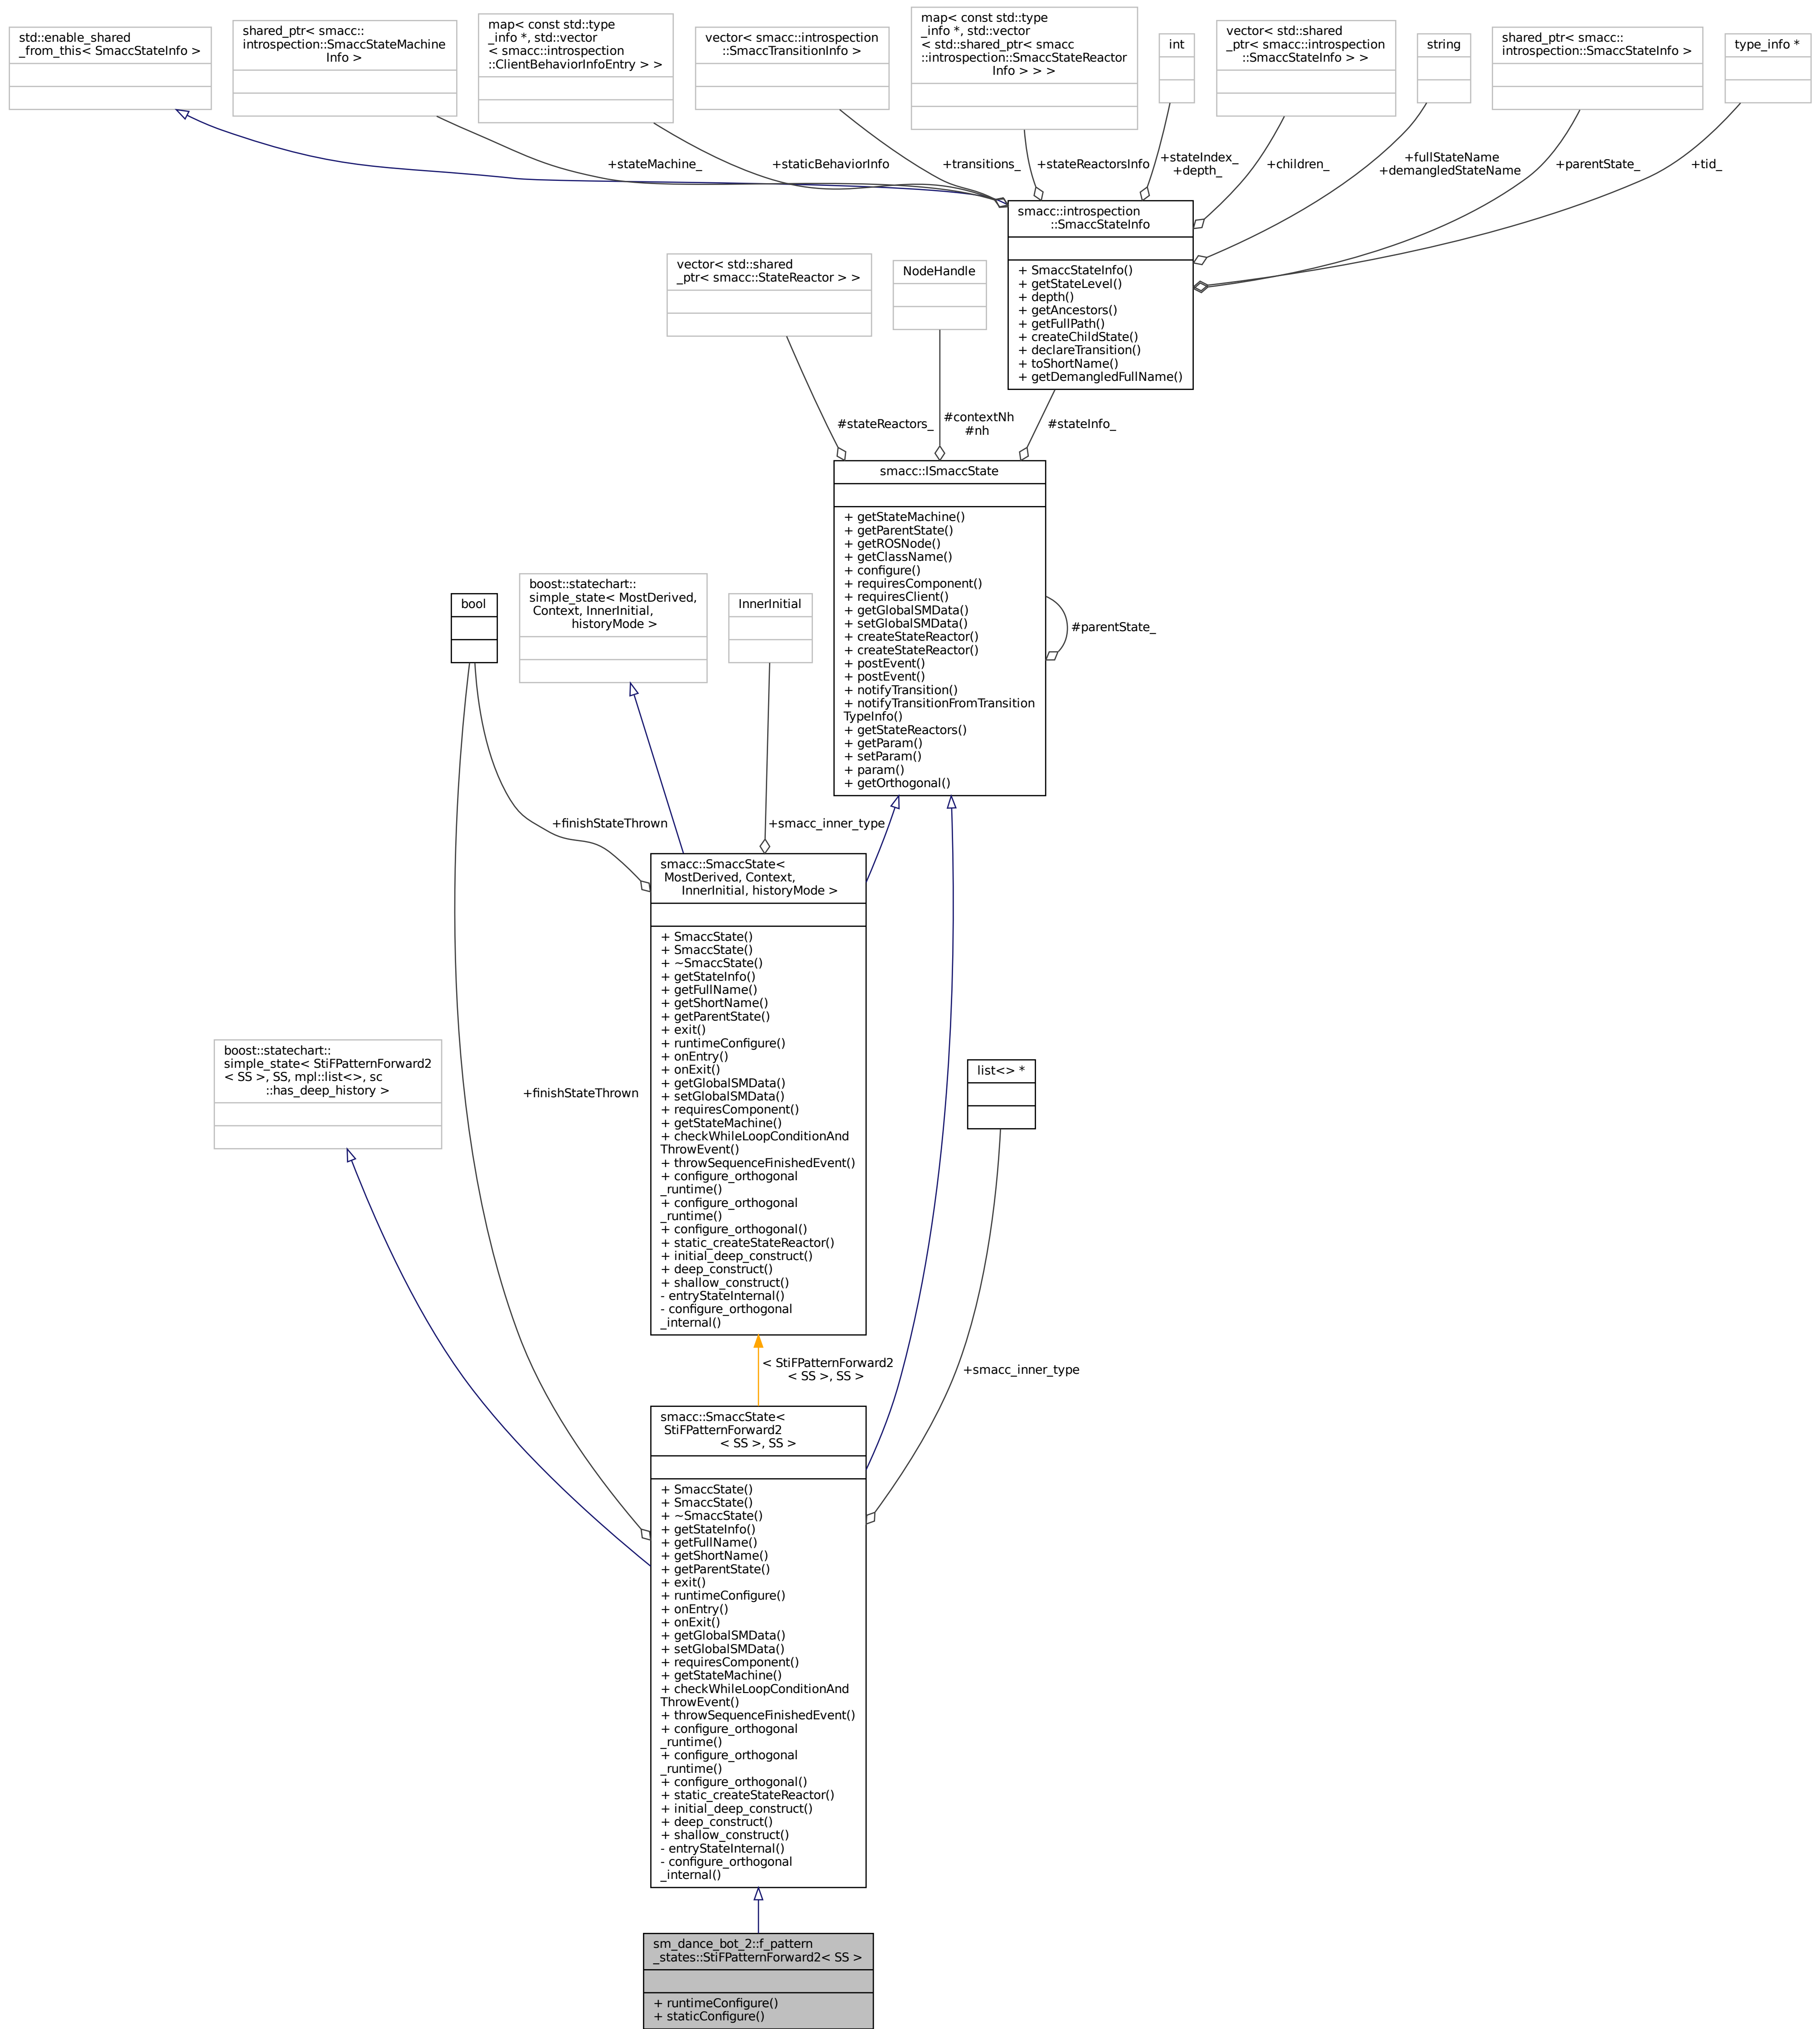 std::enable_shared
_from_this< SmaccStateInfo >
shared_ptr< smacc::
introspection::SmaccStateMachine
Info >
map< const std::type
_info *, std::vector
< smacc::introspection
::ClientBehaviorInfoEntry > >
vector< smacc::introspection
::SmaccTransitionInfo >
map< const std::type
_info *, std::vector
< std::shared_ptr< smacc
::introspection::SmaccStateReactor
Info > > >
int
vector< std::shared
_ptr< smacc::introspection
::SmaccStateInfo > >
string
shared_ptr< smacc::
introspection::SmaccStateInfo >
type_info *
+stateMachine_
+staticBehaviorInfo
+transitions_
+stateReactorsInfo
+stateIndex_
+depth_
+children_
+fullStateName
+demangledStateName
+parentState_
+tid_
smacc::introspection
::SmaccStateInfo
+ SmaccStateInfo()
+ getStateLevel()
+ depth()
+ getAncestors()
+ getFullPath()
+ createChildState()
+ declareTransition()
+ toShortName()
+ getDemangledFullName()
vector< std::shared
_ptr< smacc::StateReactor > >
NodeHandle
#stateReactors_
#contextNh
#nh
#stateInfo_
smacc::ISmaccState
+ getStateMachine()
+ getParentState()
+ getROSNode()
+ getClassName()
+ configure()
+ requiresComponent()
+ requiresClient()
+ getGlobalSMData()
+ setGlobalSMData()
+ createStateReactor()
+ createStateReactor()
+ postEvent()
+ postEvent()
+ notifyTransition()
+ notifyTransitionFromTransition
TypeInfo()
+ getStateReactors()
+ getParam()
+ setParam()
+ param()
+ getOrthogonal()
#parentState_
bool
boost::statechart::
simple_state< MostDerived,
Context, InnerInitial,
historyMode >
InnerInitial
+finishStateThrown
+smacc_inner_type
smacc::SmaccState<
MostDerived, Context,
InnerInitial, historyMode >
+ SmaccState()
+ SmaccState()
+ ~SmaccState()
+ getStateInfo()
+ getFullName()
+ getShortName()
+ getParentState()
+ exit()
+ runtimeConfigure()
+ onEntry()
+ onExit()
+ getGlobalSMData()
+ setGlobalSMData()
+ requiresComponent()
+ getStateMachine()
+ checkWhileLoopConditionAnd
ThrowEvent()
+ throwSequenceFinishedEvent()
+ configure_orthogonal
_runtime()
+ configure_orthogonal
_runtime()
+ configure_orthogonal()
+ static_createStateReactor()
+ initial_deep_construct()
+ deep_construct()
+ shallow_construct()
- entryStateInternal()
- configure_orthogonal
_internal()
boost::statechart::
simple_state< StiFPatternForward2
< SS >, SS, mpl::list<>, sc
::has_deep_history >
+finishStateThrown
list<> *
< StiFPatternForward2
< SS >, SS >
+smacc_inner_type
smacc::SmaccState<
StiFPatternForward2
< SS >, SS >
+ SmaccState()
+ SmaccState()
+ ~SmaccState()
+ getStateInfo()
+ getFullName()
+ getShortName()
+ getParentState()
+ exit()
+ runtimeConfigure()
+ onEntry()
+ onExit()
+ getGlobalSMData()
+ setGlobalSMData()
+ requiresComponent()
+ getStateMachine()
+ checkWhileLoopConditionAnd
ThrowEvent()
+ throwSequenceFinishedEvent()
+ configure_orthogonal
_runtime()
+ configure_orthogonal
_runtime()
+ configure_orthogonal()
+ static_createStateReactor()
+ initial_deep_construct()
+ deep_construct()
+ shallow_construct()
- entryStateInternal()
- configure_orthogonal
_internal()
sm_dance_bot_2::f_pattern
_states::StiFPatternForward2< SS >
+ runtimeConfigure()
+ staticConfigure()